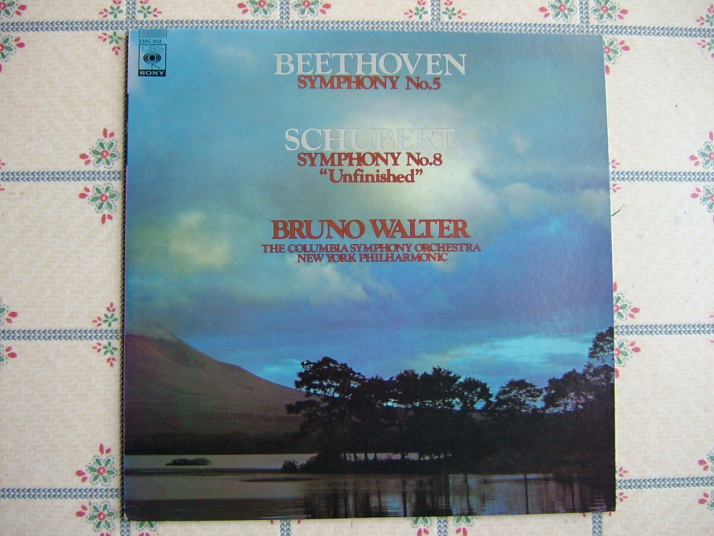 CBS
SONY
BEETHOVEN
SYMPHONY No.5
SCHUBERT
SYMPHONY No.8
“Unfinished”
BRUNO WALTER
THE COLUMBIA SYMPHONY ORCHESTRA
NEW YORK PHILHARMONIC